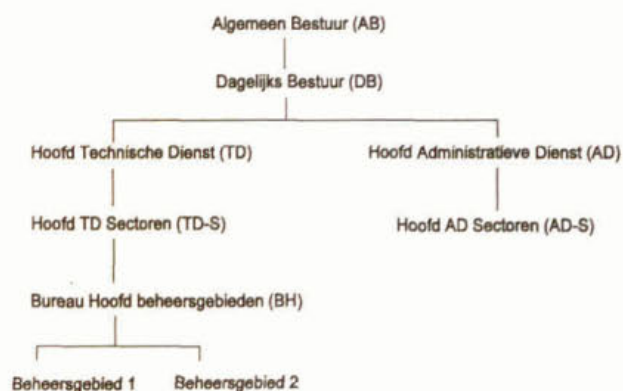 Algemeen Bestuur (AB)
Dagelijks Bestuur (DB)
Hoofd Technische Dienst (TD)
Hoofd Administratieve Dienst (AD)
Hoofd TD Sectoren (TD-S)
Hoofd AD Sectoren (AD-S)
Bureau Hoofd beheersgebieden (BH)
Beheersgebied 1
Beheersgebied 2